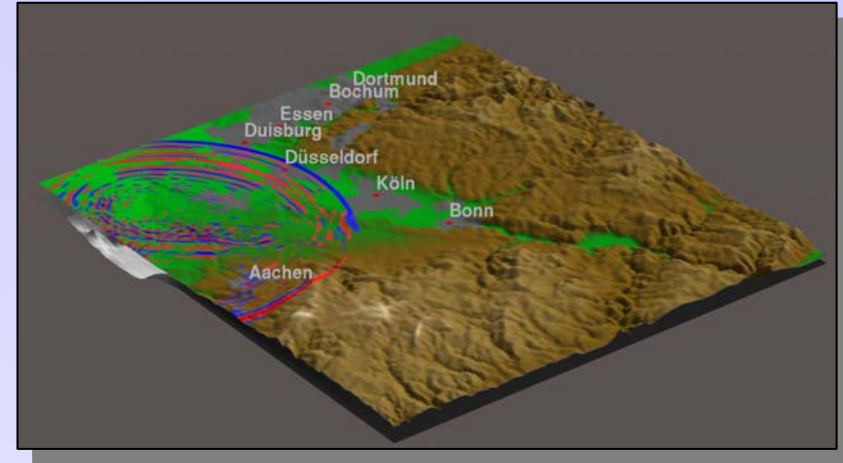 Dortmund
Bochum
Essen
Duisburg
Düsseldorf
Köln
Bonn
Aachen